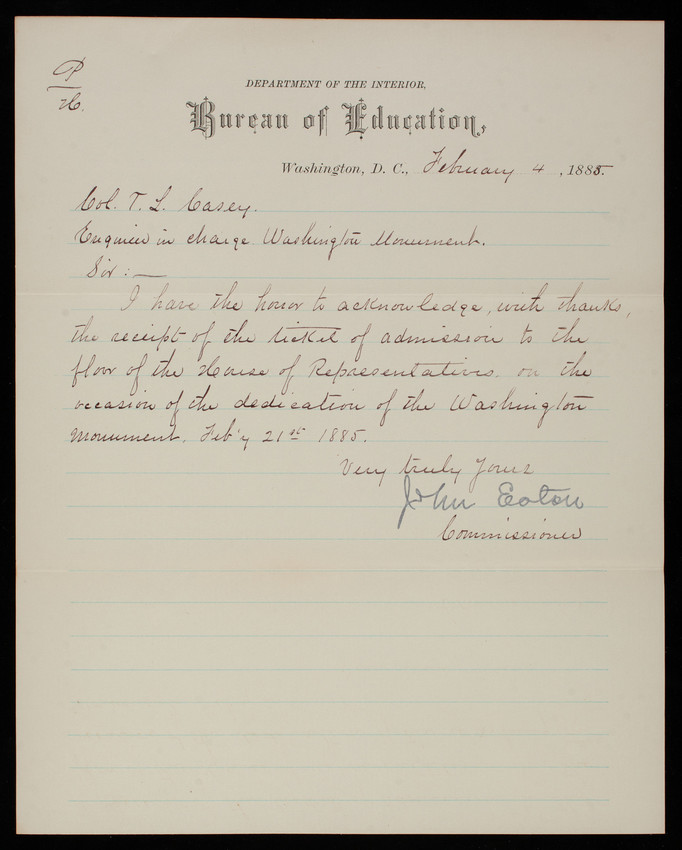 P
H.
DEPARTMENT OF THE INTERIOR,
Bureau of Education,
Washington, D. C., February 4, 1885.
Col. T. L. Casey.
Engineer in charge Washington Monument.
Sir:—
I have the honor to acknowledge, with thanks,
the receipt of the ticket of admission to the
floor of the House of Representatives on the
occasion of the dedication of the Washington
Monument, Feb'y 21st 1885.
Very truly Yours
John Eaton
Commissioner